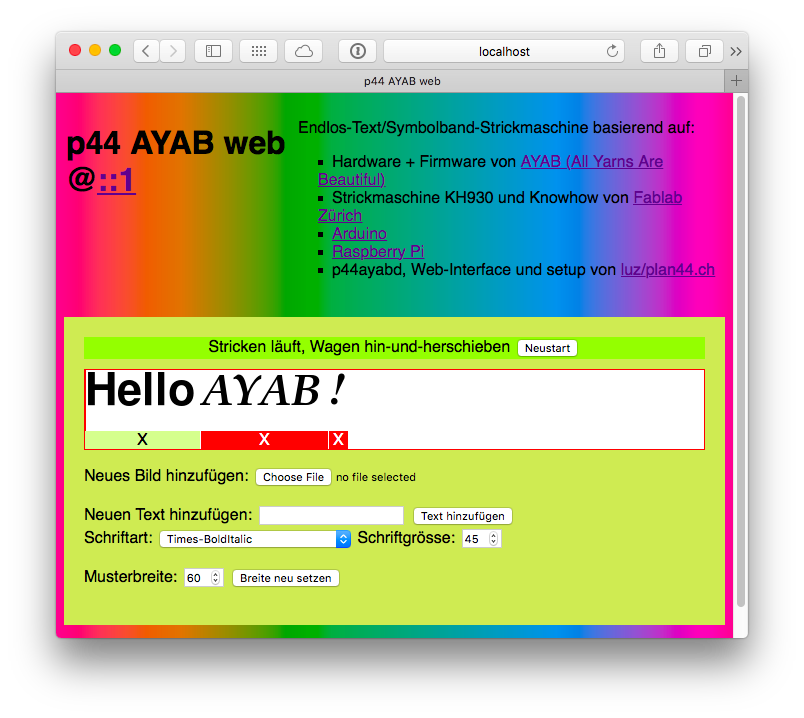 localhost
p44 AYAB web
p44 AYAB web
@::1
Endlos-Text/Symbolband-Strickmaschine basierend auf:
Hardware + Firmware von AYAB (All Yarns Are
Beautiful)
Strickmaschine KH930 und Knowhow von Fablab
Zürich
Arduino
Raspberry Pi
p44ayabd, Web-Interface und setup von luz/plan44.ch
Stricken läuft, Wagen hin-und-herschieben Neustart
Hello AYAB !
X X X
Neues Bild hinzufügen: Choose File no file selected
Neuen Text hinzufügen: Text hinzufügen
Schriftart: Times-BoldItalic Schriftgrösse: 45
Musterbreite: 60 Breite neu setzen